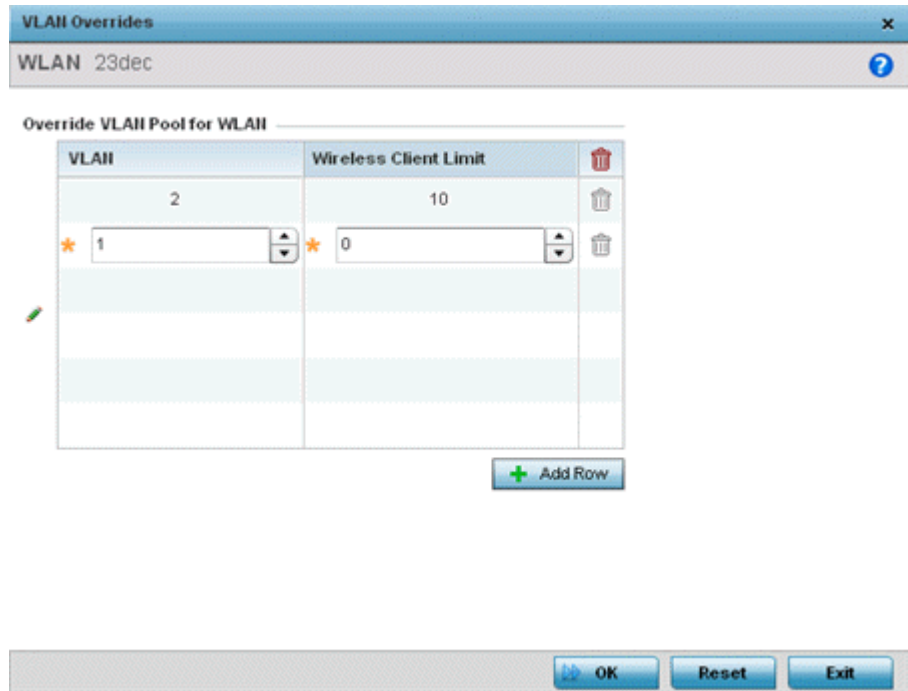 VLAN Overrides
WLAN 23dec
Override VLAN Pool for WLAN
VLAN Wireless Client Limit
2 10
* 1 * 0
Add Row
OK Reset Exit